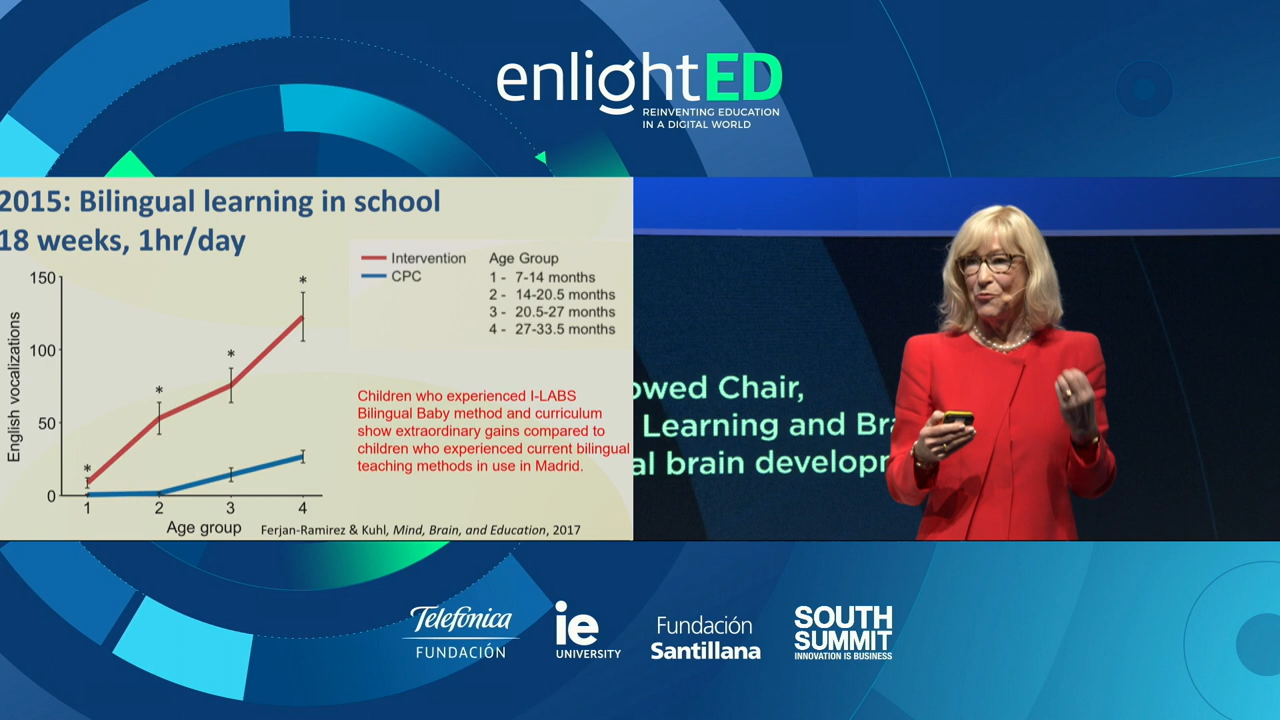 enlightED
REINVENTING EDUCATION
IN A DIGITAL WORLD
2015: Bilingual learning in school
18 weeks, 1hr/day
Intervention
CPC
Age Group
1 - 7-14 months
2 - 14-20.5 months
3 - 20.5-27 months
4 - 27-33.5 months
150
100
50
0
English vocalizations
*
*
*
*
1 2 3 4
Age group
Children who experienced I-LABS
Bilingual Baby method and curriculum
show extraordinary gains compared to
children who experienced current bilingual
teaching methods in use in Madrid.
Ferjan-Ramirez & Kuhl, Mind, Brain, and Education, 2017
owed Chair,
Learning and Bra
al brain developm
Telefónica
FUNDACIÓN
ie
UNIVERSITY
Fundación
Santillana
SOUTH
SUMMIT
INNOVATION IS BUSINESS